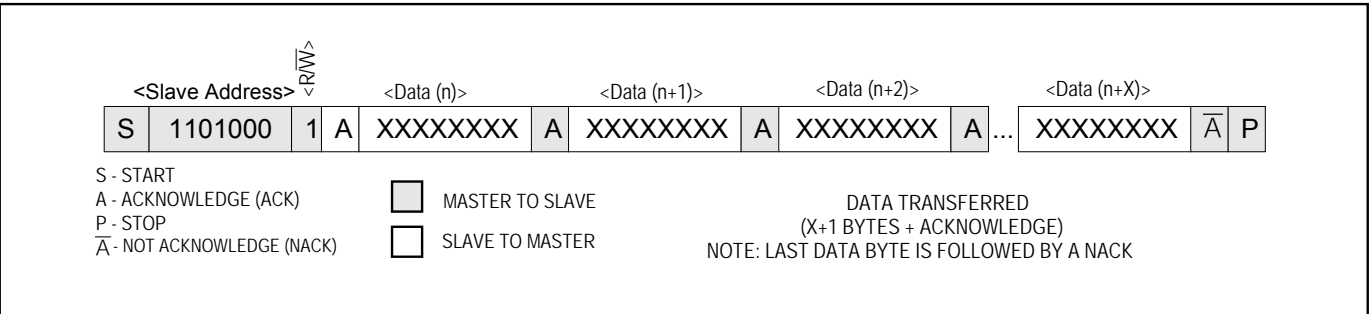 <R/W̅>
<Slave Address> <Data (n)> <Data (n+1)> <Data (n+2)> <Data (n+X)>
S 1101000 1 A XXXXXXXX A XXXXXXXX A XXXXXXXX A ... XXXXXXXX A̅ P
S - START
A - ACKNOWLEDGE (ACK)
P - STOP
A̅ - NOT ACKNOWLEDGE (NACK)
MASTER TO SLAVE
SLAVE TO MASTER
DATA TRANSFERRED
(X+1 BYTES + ACKNOWLEDGE)
NOTE: LAST DATA BYTE IS FOLLOWED BY A NACK